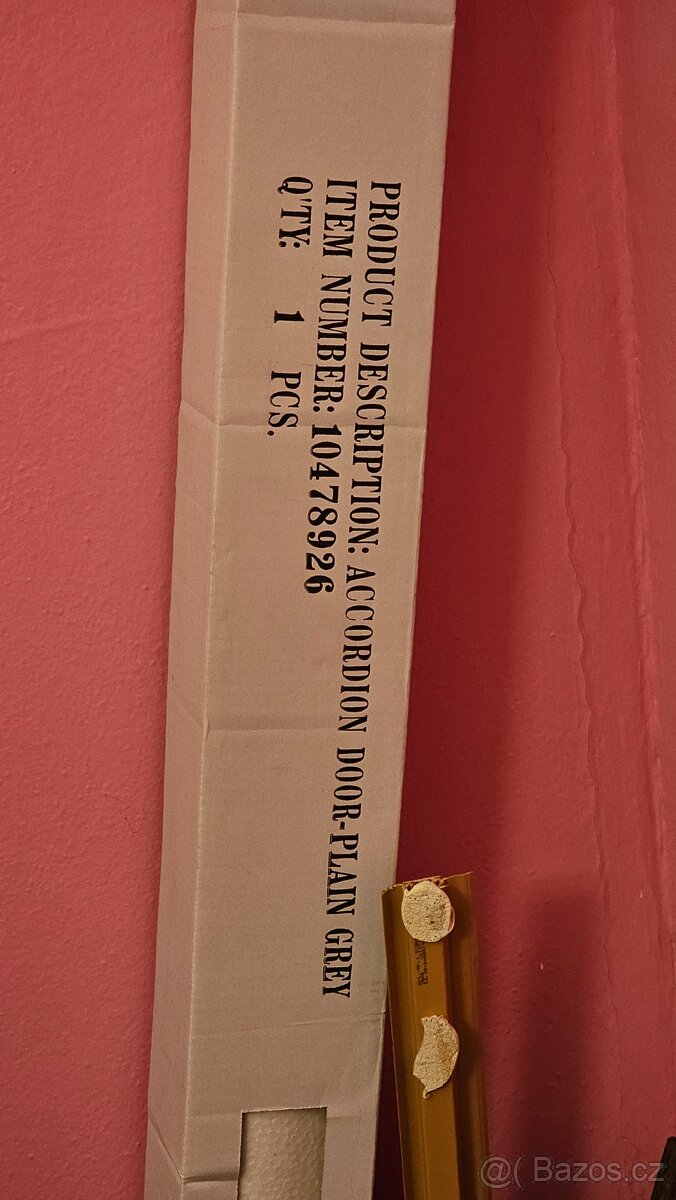 PRODUCT DESCRIPTION: ACCORDION DOOR-PLAIN GREY
ITEM NUMBER: 10478926
Q'TY: 1 PCS.
@( Bazos.cz